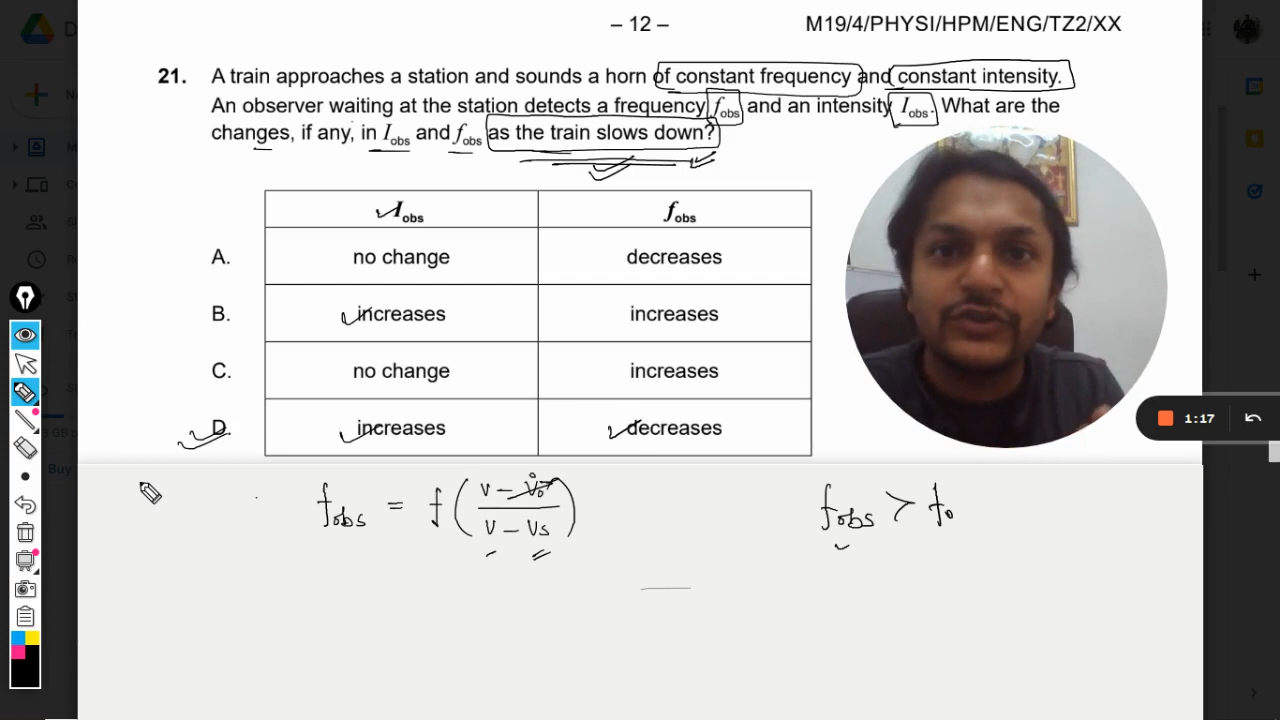 – 12 –
M19/4/PHYSI/HPM/ENG/TZ2/XX
21. A train approaches a station and sounds a horn of constant frequency and constant intensity.
An observer waiting at the station detects a frequency fobs and an intensity Iobs. What are the
changes, if any, in Iobs and fobs as the train slows down?
Iobs fobs
A. no change decreases
B. increases increases
C. no change increases
D. increases decreases
1:17
Buy
fobs = f ( v – vo / v – vs )
fobs > fo